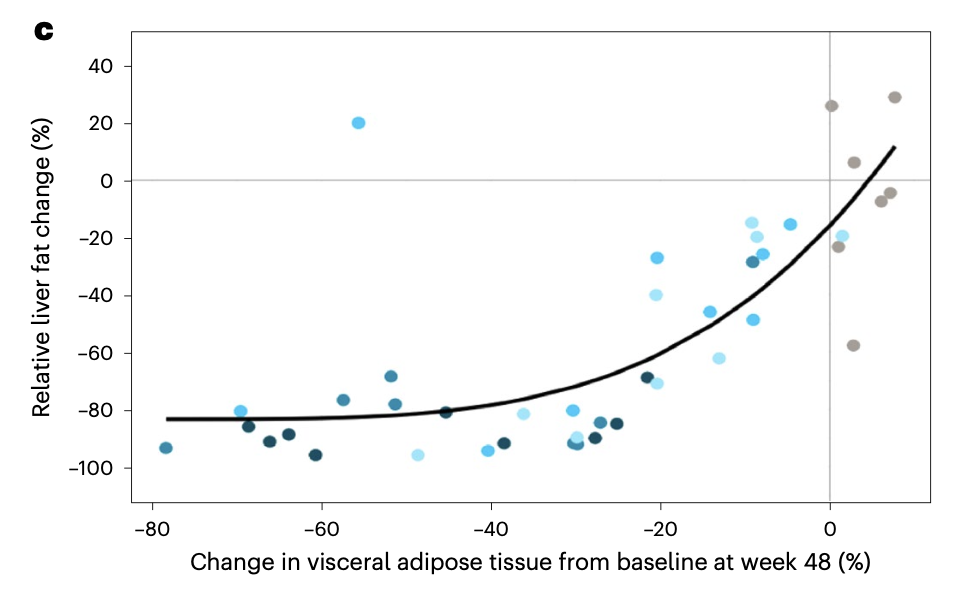 c
40
20
0
−20
−40
−60
−80
−100
Relative liver fat change (%)
−80 −60 −40 −20 0
Change in visceral adipose tissue from baseline at week 48 (%)